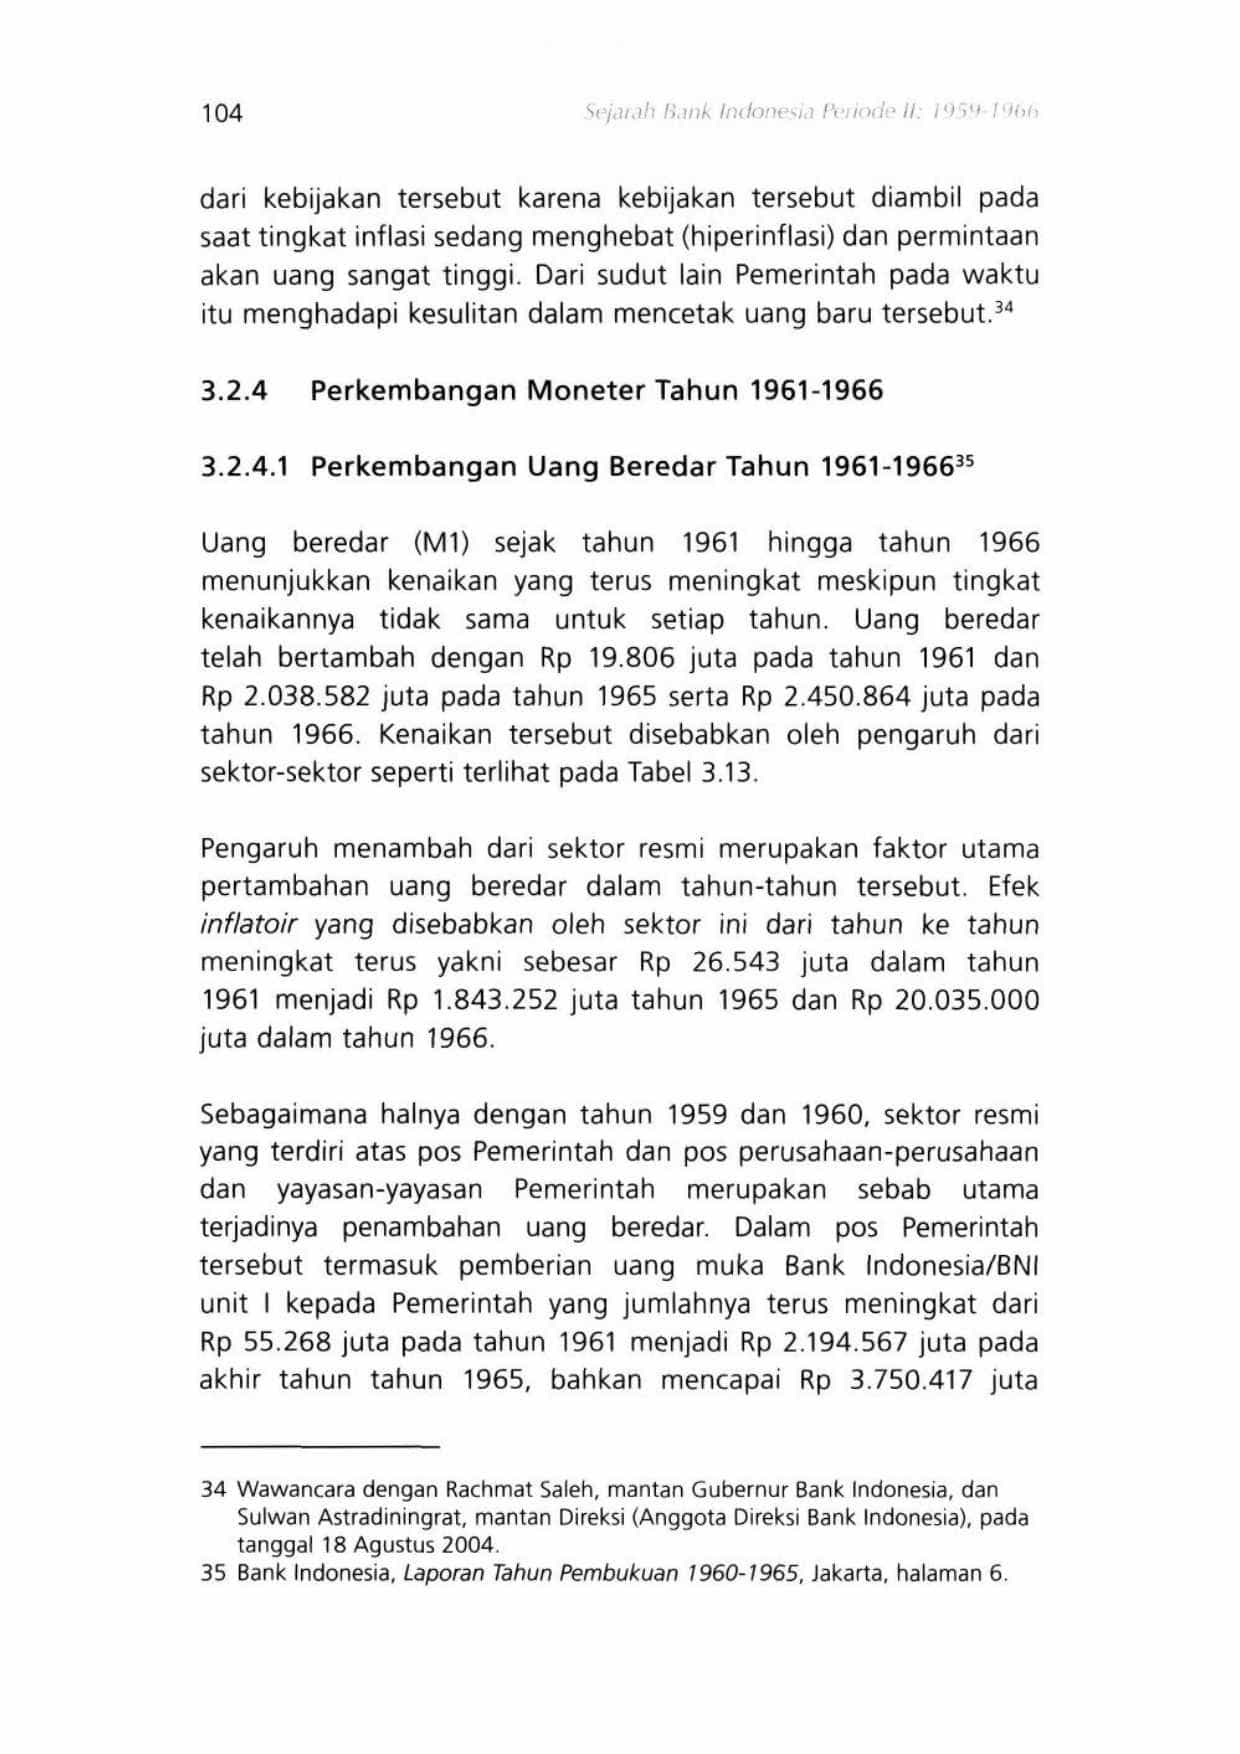 104
Sejarah Bank Indonesia Periode II: 1959-1966
dari kebijakan tersebut karena kebijakan tersebut diambil pada
saat tingkat inflasi sedang menghebat (hiperinflasi) dan permintaan
akan uang sangat tinggi. Dari sudut lain Pemerintah pada waktu
itu menghadapi kesulitan dalam mencetak uang baru tersebut.³⁴
3.2.4 Perkembangan Moneter Tahun 1961-1966
3.2.4.1 Perkembangan Uang Beredar Tahun 1961-1966³⁵
Uang beredar (M1) sejak tahun 1961 hingga tahun 1966
menunjukkan kenaikan yang terus meningkat meskipun tingkat
kenaikannya tidak sama untuk setiap tahun. Uang beredar
telah bertambah dengan Rp 19.806 juta pada tahun 1961 dan
Rp 2.038.582 juta pada tahun 1965 serta Rp 2.450.864 juta pada
tahun 1966. Kenaikan tersebut disebabkan oleh pengaruh dari
sektor-sektor seperti terlihat pada Tabel 3.13.
Pengaruh menambah dari sektor resmi merupakan faktor utama
pertambahan uang beredar dalam tahun-tahun tersebut. Efek
inflatoir yang disebabkan oleh sektor ini dari tahun ke tahun
meningkat terus yakni sebesar Rp 26.543 juta dalam tahun
1961 menjadi Rp 1.843.252 juta tahun 1965 dan Rp 20.035.000
juta dalam tahun 1966.
Sebagaimana halnya dengan tahun 1959 dan 1960, sektor resmi
yang terdiri atas pos Pemerintah dan pos perusahaan-perusahaan
dan yayasan-yayasan Pemerintah merupakan sebab utama
terjadinya penambahan uang beredar. Dalam pos Pemerintah
tersebut termasuk pemberian uang muka Bank Indonesia/BNI
unit I kepada Pemerintah yang jumlahnya terus meningkat dari
Rp 55.268 juta pada tahun 1961 menjadi Rp 2.194.567 juta pada
akhir tahun tahun 1965, bahkan mencapai Rp 3.750.417 juta
34 Wawancara dengan Rachmat Saleh, mantan Gubernur Bank Indonesia, dan
Sulwan Astradiningrat, mantan Direksi (Anggota Direksi Bank Indonesia), pada
tanggal 18 Agustus 2004.
35 Bank Indonesia, Laporan Tahun Pembukuan 1960-1965, Jakarta, halaman 6.